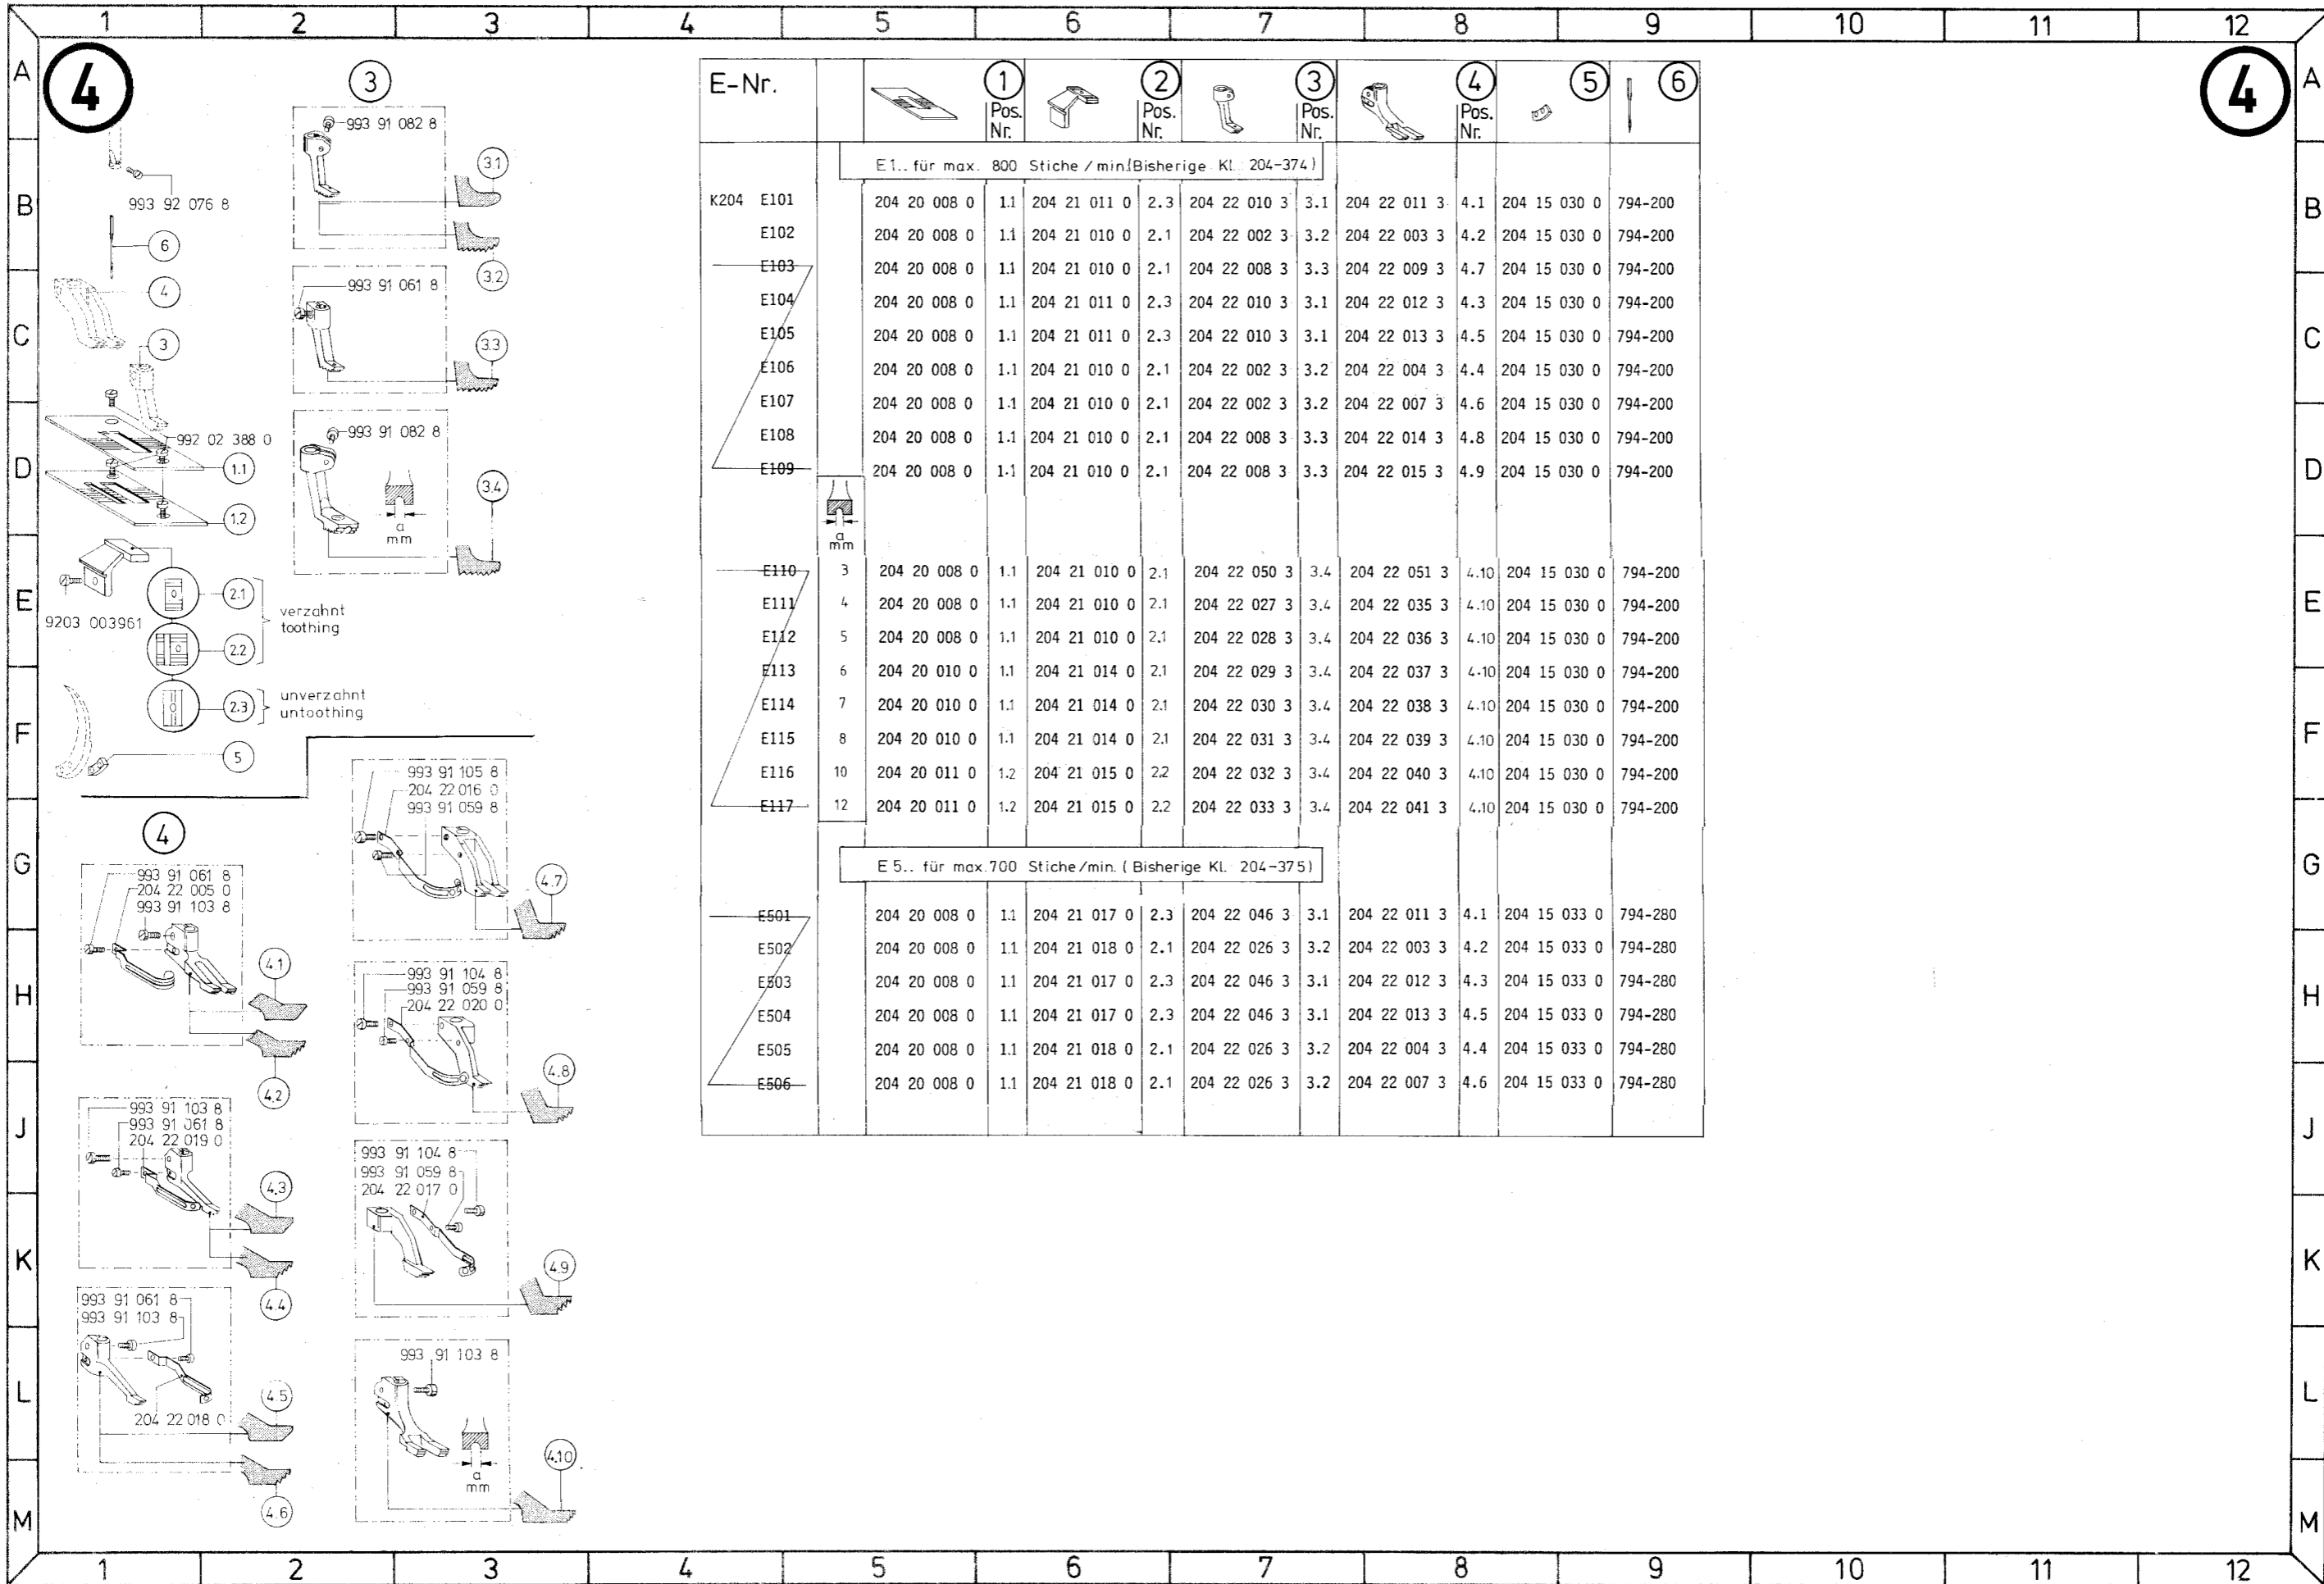 1 2 3 4 5 6 7 8 9 10 11 12
A B C D E F G H J K L M
4
993 92 076 8
6
4
3
992 02 388 0
1.1
1.2
2.1
2.2
verzahnt
toothing
9203 003961
2.3
unverzahnt
untoothing
5
3
993 91 082 8
3.1
3.2
993 91 061 8
3.3
993 91 082 8
a
mm
3.4
4
993 91 061 8
204 22 005 0
993 91 103 8
4.1
4.2
993 91 103 8
993 91 061 8
204 22 019 0
4.3
4.4
993 91 061 8
993 91 103 8
204 22 018 0
4.5
4.6
993 91 105 8
204 22 016 0
993 91 059 8
4.7
993 91 104 8
993 91 059 8
204 22 020 0
4.8
993 91 104 8
993 91 059 8
204 22 017 0
4.9
993 91 103 8
a
mm
4.10
E-Nr. 1 Pos. Nr. 2 Pos. Nr. 3 Pos. Nr. 4 Pos. Nr. 5 6
E1.. für max. 800 Stiche / min.(Bisherige Kl. 204-374)
K204 E101 204 20 008 0 1.1 204 21 011 0 2.3 204 22 010 3 3.1 204 22 011 3 4.1 204 15 030 0 794-200
E102 204 20 008 0 1.1 204 21 010 0 2.1 204 22 002 3 3.2 204 22 003 3 4.2 204 15 030 0 794-200
E103 204 20 008 0 1.1 204 21 010 0 2.1 204 22 008 3 3.3 204 22 009 3 4.7 204 15 030 0 794-200
E104 204 20 008 0 1.1 204 21 011 0 2.3 204 22 010 3 3.1 204 22 012 3 4.3 204 15 030 0 794-200
E105 204 20 008 0 1.1 204 21 011 0 2.3 204 22 010 3 3.1 204 22 013 3 4.5 204 15 030 0 794-200
E106 204 20 008 0 1.1 204 21 010 0 2.1 204 22 002 3 3.2 204 22 004 3 4.4 204 15 030 0 794-200
E107 204 20 008 0 1.1 204 21 010 0 2.1 204 22 002 3 3.2 204 22 007 3 4.6 204 15 030 0 794-200
E108 204 20 008 0 1.1 204 21 010 0 2.1 204 22 008 3 3.3 204 22 014 3 4.8 204 15 030 0 794-200
E109 204 20 008 0 1.1 204 21 010 0 2.1 204 22 008 3 3.3 204 22 015 3 4.9 204 15 030 0 794-200
a
mm
E110 3 204 20 008 0 1.1 204 21 010 0 2.1 204 22 050 3 3.4 204 22 051 3 4.10 204 15 030 0 794-200
E111 4 204 20 008 0 1.1 204 21 010 0 2.1 204 22 027 3 3.4 204 22 035 3 4.10 204 15 030 0 794-200
E112 5 204 20 008 0 1.1 204 21 010 0 2.1 204 22 028 3 3.4 204 22 036 3 4.10 204 15 030 0 794-200
E113 6 204 20 010 0 1.1 204 21 014 0 2.1 204 22 029 3 3.4 204 22 037 3 4.10 204 15 030 0 794-200
E114 7 204 20 010 0 1.1 204 21 014 0 2.1 204 22 030 3 3.4 204 22 038 3 4.10 204 15 030 0 794-200
E115 8 204 20 010 0 1.1 204 21 014 0 2.1 204 22 031 3 3.4 204 22 039 3 4.10 204 15 030 0 794-200
E116 10 204 20 011 0 1.2 204 21 015 0 2.2 204 22 032 3 3.4 204 22 040 3 4.10 204 15 030 0 794-200
E117 12 204 20 011 0 1.2 204 21 015 0 2.2 204 22 033 3 3.4 204 22 041 3 4.10 204 15 030 0 794-200
E 5.. für max. 700 Stiche/min. (Bisherige Kl. 204-375)
E501 204 20 008 0 1.1 204 21 017 0 2.3 204 22 046 3 3.1 204 22 011 3 4.1 204 15 033 0 794-280
E502 204 20 008 0 1.1 204 21 018 0 2.1 204 22 026 3 3.2 204 22 003 3 4.2 204 15 033 0 794-280
E503 204 20 008 0 1.1 204 21 017 0 2.3 204 22 046 3 3.1 204 22 012 3 4.3 204 15 033 0 794-280
E504 204 20 008 0 1.1 204 21 017 0 2.3 204 22 046 3 3.1 204 22 013 3 4.5 204 15 033 0 794-280
E505 204 20 008 0 1.1 204 21 018 0 2.1 204 22 026 3 3.2 204 22 004 3 4.4 204 15 033 0 794-280
E506 204 20 008 0 1.1 204 21 018 0 2.1 204 22 026 3 3.2 204 22 007 3 4.6 204 15 033 0 794-280
4
A B C D E F G H J K L M
1 2 3 4 5 6 7 8 9 10 11 12